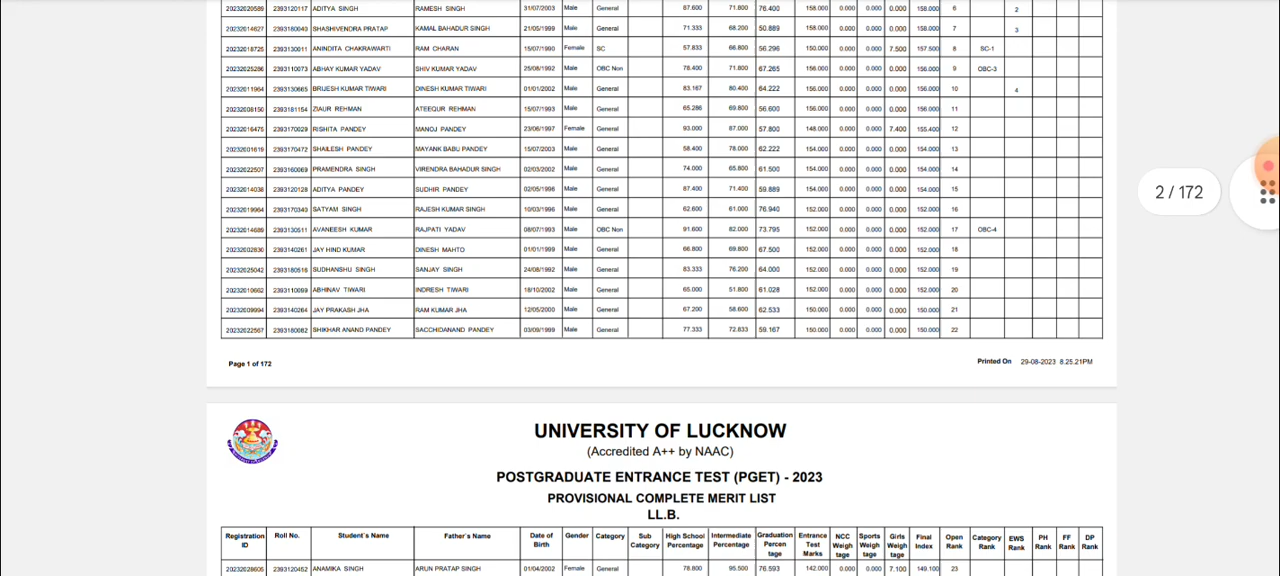 20232020589 2393120117 ADITYA SINGH RAMESH SINGH 31/07/2003 Male General 87.600 71.800 76.400 158.000 0.000 0.000 0.000 158.000 6 2
20232014627 2393180040 SHASHIVENDRA PRATAP KAMAL BAHADUR SINGH 21/05/1999 Male General 71.333 68.200 50.889 158.000 0.000 0.000 0.000 158.000 7 3
20232018725 2393130011 ANINDITA CHAKRAWARTI RAM CHARAN 15/07/1990 Female SC 57.833 66.800 56.296 150.000 0.000 0.000 7.500 157.500 8 SC-1
20232025286 2393110073 ABHAY KUMAR YADAV SHIV KUMAR YADAV 25/08/1992 Male OBC Non 78.400 71.800 67.265 156.000 0.000 0.000 0.000 156.000 9 OBC-3
20232011964 2393130665 BRIJESH KUMAR TIWARI DINESH KUMAR TIWARI 01/01/2002 Male General 83.167 80.400 64.222 156.000 0.000 0.000 0.000 156.000 10 4
20232008150 2393181154 ZIAUR REHMAN ATEEQUR REHMAN 15/07/1993 Male General 65.286 69.800 56.600 156.000 0.000 0.000 0.000 156.000 11
20232016475 2393170029 RISHITA PANDEY MANOJ PANDEY 23/06/1997 Female General 93.000 87.000 57.800 148.000 0.000 0.000 7.400 155.400 12
20232001619 2393170472 SHAILESH PANDEY MAYANK BABU PANDEY 15/07/2003 Male General 58.400 78.000 62.222 154.000 0.000 0.000 0.000 154.000 13
20232022507 2393160069 PRAMENDRA SINGH VIRENDRA BAHADUR SINGH 02/03/2002 Male General 74.000 65.800 61.500 154.000 0.000 0.000 0.000 154.000 14
20232014038 2393120128 ADITYA PANDEY SUDHIR PANDEY 02/05/1996 Male General 87.400 71.400 59.889 154.000 0.000 0.000 0.000 154.000 15
20232019964 2393170349 SATYAM SINGH RAJESH KUMAR SINGH 10/03/1996 Male General 62.600 61.000 76.940 152.000 0.000 0.000 0.000 152.000 16
20232014689 2393130511 AVANEESH KUMAR RAJPATI YADAV 08/07/1993 Male OBC Non 91.600 82.000 73.795 152.000 0.000 0.000 0.000 152.000 17 OBC-4
20232002830 2393140261 JAY HIND KUMAR DINESH MAHTO 01/01/1999 Male General 66.800 69.800 67.500 152.000 0.000 0.000 0.000 152.000 18
20232025042 2393180516 SUDHANSHU SINGH SANJAY SINGH 24/08/1992 Male General 83.333 76.200 64.000 152.000 0.000 0.000 0.000 152.000 19
20232010662 2393110099 ABHINAV TIWARI INDRESH TIWARI 18/10/2002 Male General 65.000 51.800 61.028 152.000 0.000 0.000 0.000 152.000 20
20232009994 2393140264 JAY PRAKASH JHA RAM KUMAR JHA 12/05/2000 Male General 67.200 58.600 62.533 150.000 0.000 0.000 0.000 150.000 21
20232022567 2393180082 SHIKHAR ANAND PANDEY SACCHIDANAND PANDEY 03/09/1999 Male General 77.333 72.833 59.167 150.000 0.000 0.000 0.000 150.000 22
Page 1 of 172 Printed On 29-08-2023 8.25.21PM
2 / 172
UNIVERSITY OF LUCKNOW
(Accredited A++ by NAAC)
POSTGRADUATE ENTRANCE TEST (PGET) - 2023
PROVISIONAL COMPLETE MERIT LIST
LL.B.
Registration ID Roll No. Student`s Name Father`s Name Date of Birth Gender Category Sub Category High School Percentage Intermediate Percentage Graduation Percen tage Entrance Test Marks NCC Weigh tage Sports Weigh tage Girls Weigh tage Final Index Open Rank Category Rank EWS Rank PH Rank FF Rank DP Rank
20232028605 2393120452 ANAMIKA SINGH ARUN PRATAP SINGH 01/04/2002 Female General 78.800 95.500 76.593 142.000 0.000 0.000 7.100 149.100 23